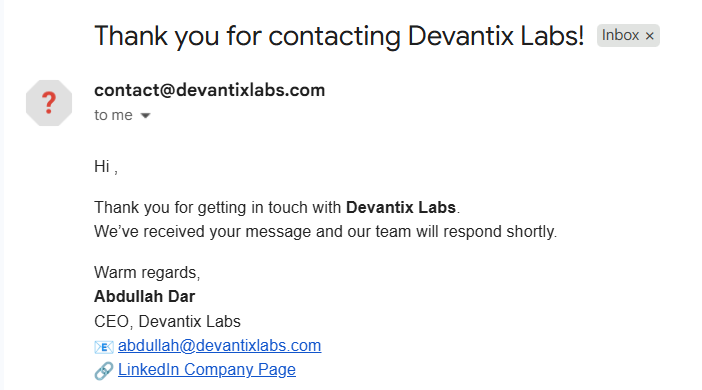 Thank you for contacting Devantix Labs! Inbox ×
contact@devantixlabs.com
to me
Hi ,
Thank you for getting in touch with Devantix Labs.
We’ve received your message and our team will respond shortly.
Warm regards,
Abdullah Dar
CEO, Devantix Labs
📧 abdullah@devantixlabs.com
🔗 LinkedIn Company Page